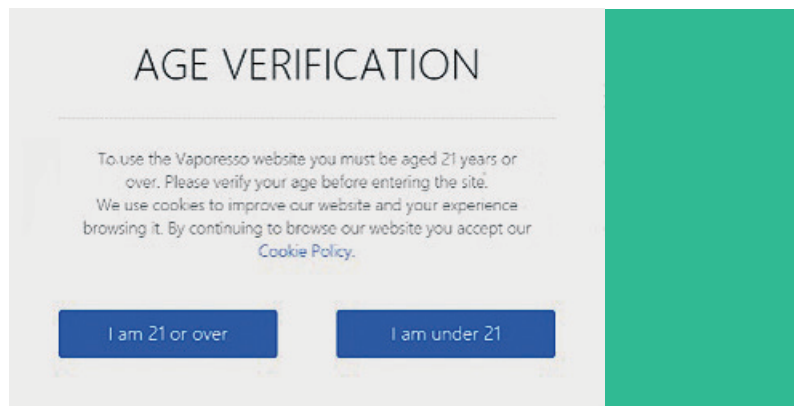 AGE VERIFICATION
To use the Vaporesso website you must be aged 21 years or
over. Please verify your age before entering the site.
We use cookies to improve our website and your experience
browsing it. By continuing to browse our website you accept our
Cookie Policy.
I am 21 or over
I am under 21